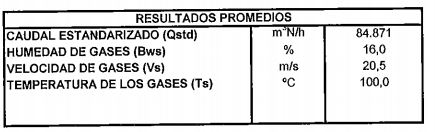 RESULTADOS PROMEDIOS
CAUDAL ESTANDARIZADO (Qstd) m³N/h 84.871
HUMEDAD DE GASES (Bws) % 16,0
VELOCIDAD DE GASES (Vs) m/s 20,5
TEMPERATURA DE LOS GASES (Ts) ºC 100,0